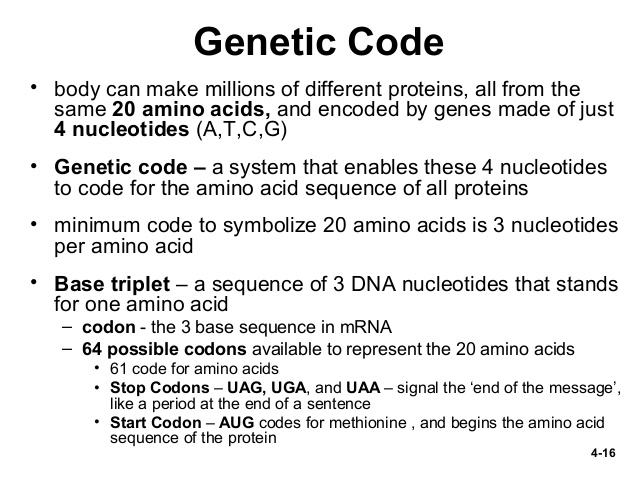 Genetic Code
• body can make millions of different proteins, all from the
same 20 amino acids, and encoded by genes made of just
4 nucleotides (A,T,C,G)
• Genetic code – a system that enables these 4 nucleotides
to code for the amino acid sequence of all proteins
• minimum code to symbolize 20 amino acids is 3 nucleotides
per amino acid
• Base triplet – a sequence of 3 DNA nucleotides that stands
for one amino acid
– codon - the 3 base sequence in mRNA
– 64 possible codons available to represent the 20 amino acids
• 61 code for amino acids
• Stop Codons – UAG, UGA, and UAA – signal the ‘end of the message’,
like a period at the end of a sentence
• Start Codon – AUG codes for methionine , and begins the amino acid
sequence of the protein
4-16